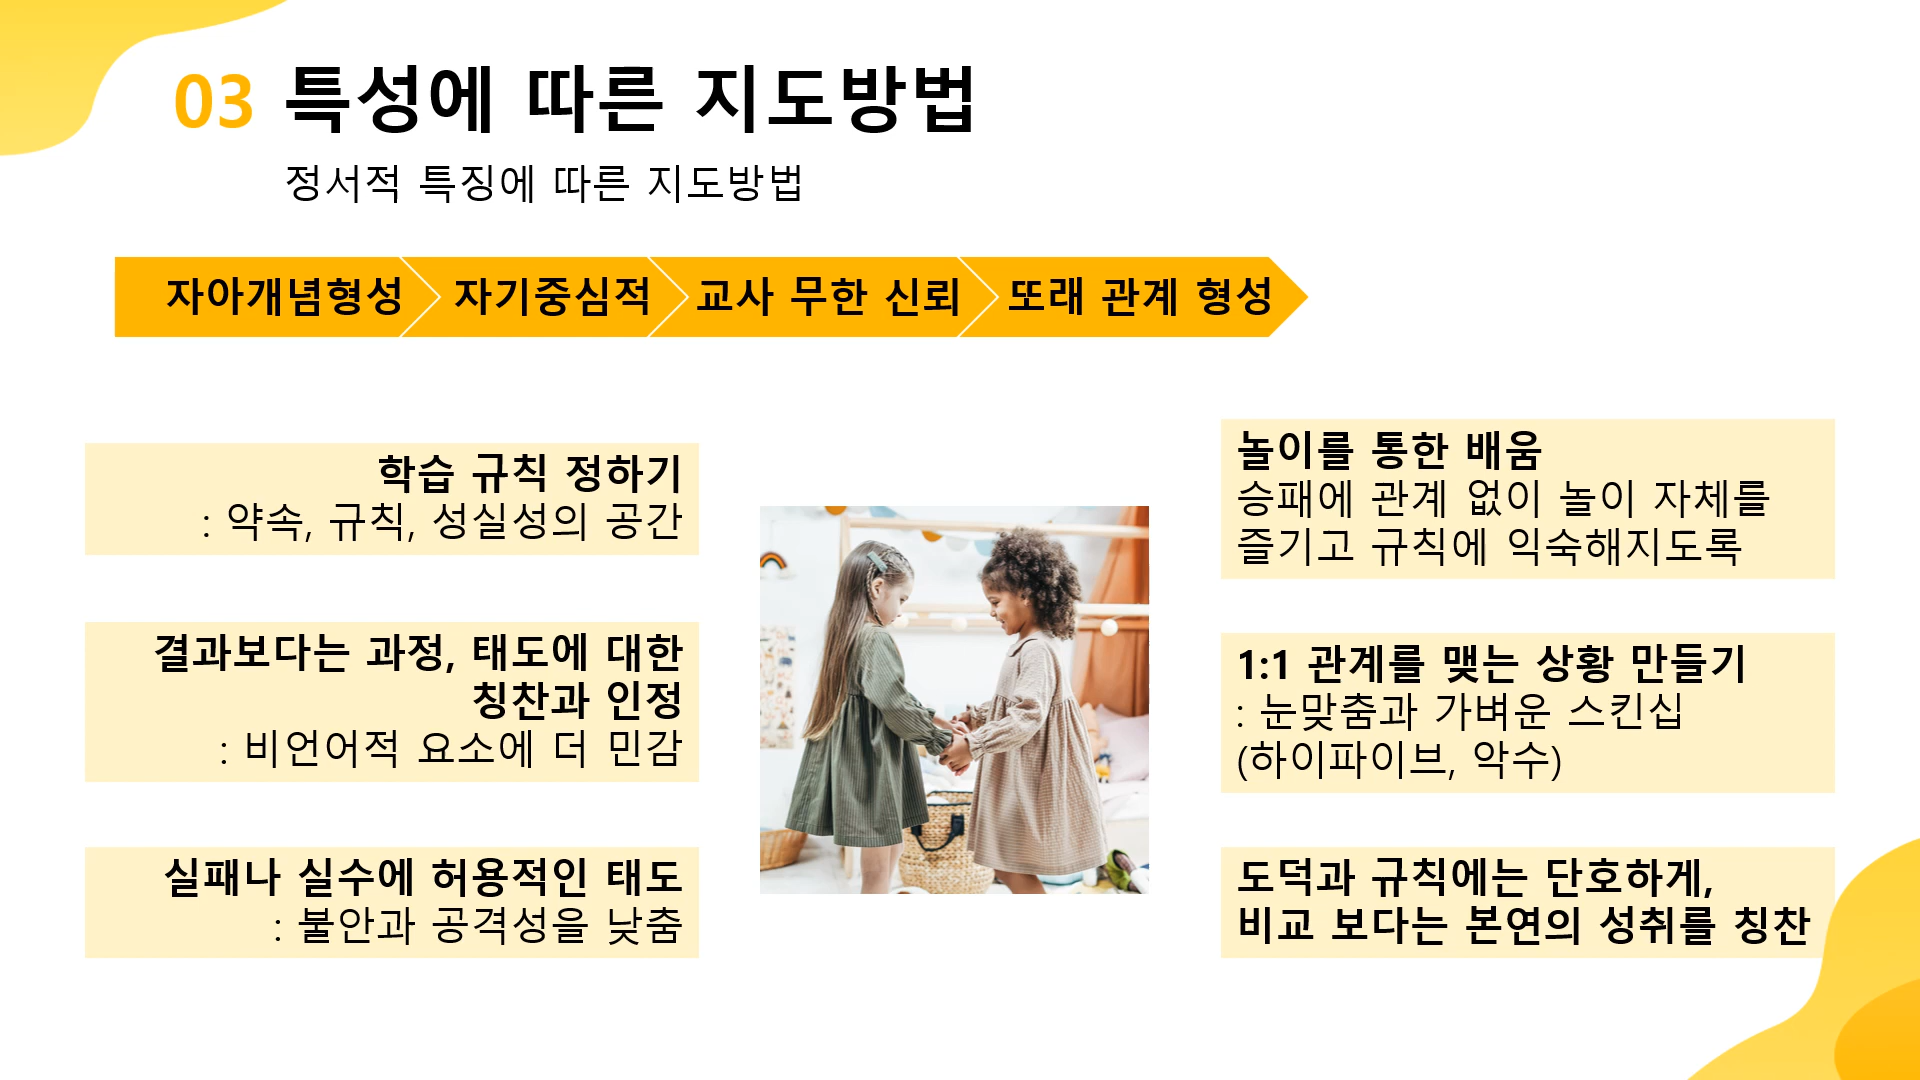 03 특성에 따른 지도방법
정서적 특징에 따른 지도방법
자아개념형성 자기중심적 교사 무한 신뢰 또래 관계 형성
학습 규칙 정하기
: 약속, 규칙, 성실성의 공간
결과보다는 과정, 태도에 대한
칭찬과 인정
: 비언어적 요소에 더 민감
실패나 실수에 허용적인 태도
: 불안과 공격성을 낮춤
놀이를 통한 배움
승패에 관계 없이 놀이 자체를
즐기고 규칙에 익숙해지도록
1:1 관계를 맺는 상황 만들기
: 눈맞춤과 가벼운 스킨십
(하이파이브, 악수)
도덕과 규칙에는 단호하게,
비교 보다는 본연의 성취를 칭찬